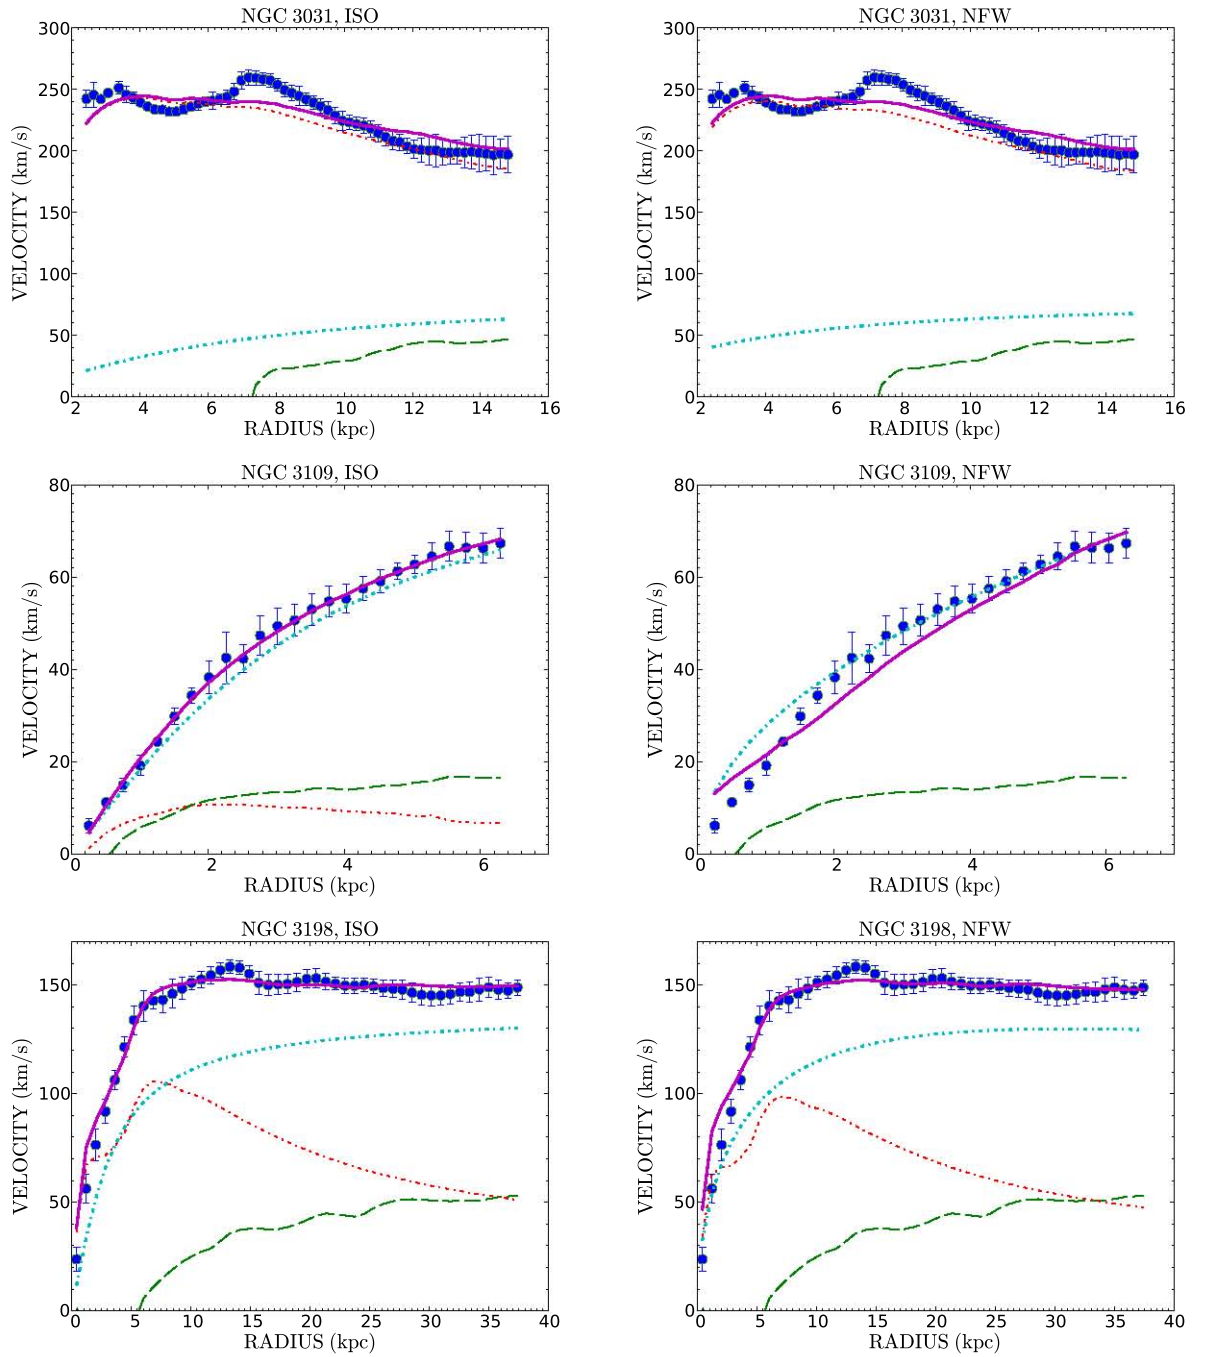 NGC 3031, ISO
300
250
200
150
100
50
0
VELOCITY (km/s)
2 4 6 8 10 12 14 16
RADIUS (kpc)
NGC 3031, NFW
300
250
200
150
100
50
0
VELOCITY (km/s)
2 4 6 8 10 12 14 16
RADIUS (kpc)
NGC 3109, ISO
80
60
40
20
0
VELOCITY (km/s)
0 2 4 6
RADIUS (kpc)
NGC 3109, NFW
80
60
40
20
0
VELOCITY (km/s)
0 2 4 6
RADIUS (kpc)
NGC 3198, ISO
150
100
50
0
VELOCITY (km/s)
0 5 10 15 20 25 30 35 40
RADIUS (kpc)
NGC 3198, NFW
150
100
50
0
VELOCITY (km/s)
0 5 10 15 20 25 30 35 40
RADIUS (kpc)